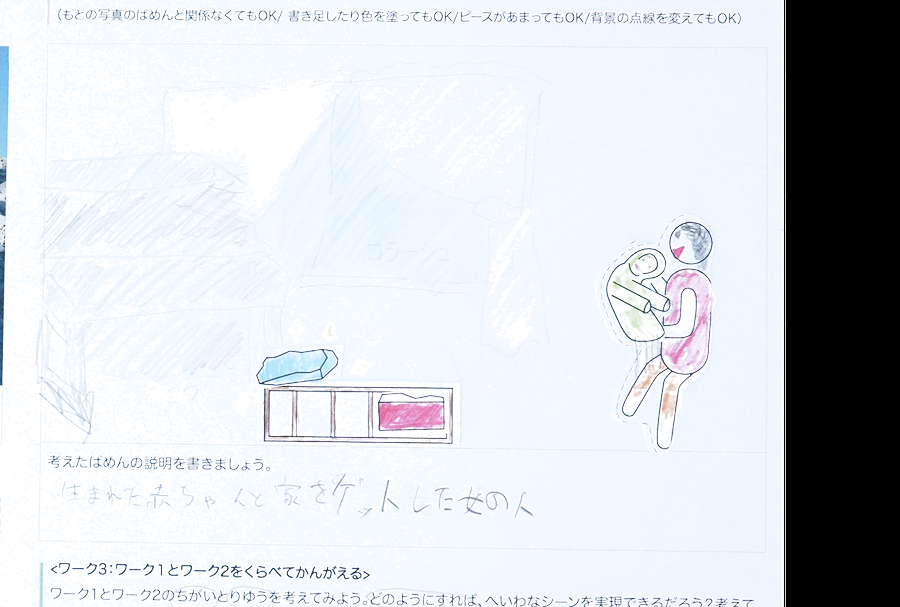 （もとの写真のばめんと関係なくてもOK/ 書き足したり色を塗ってもOK/ピースがあまってもOK/背景の点線を変えてもOK）
考えたばめんの説明を書きましょう。
生まれた赤ちゃんと家をゲットした女の人
<ワーク3：ワーク1とワーク2をくらべてかんがえる>
ワーク1とワーク2のちがいとりゆうを考えてみよう。どのようにすれば、へいわなシーンを実現できるだろう？考えて